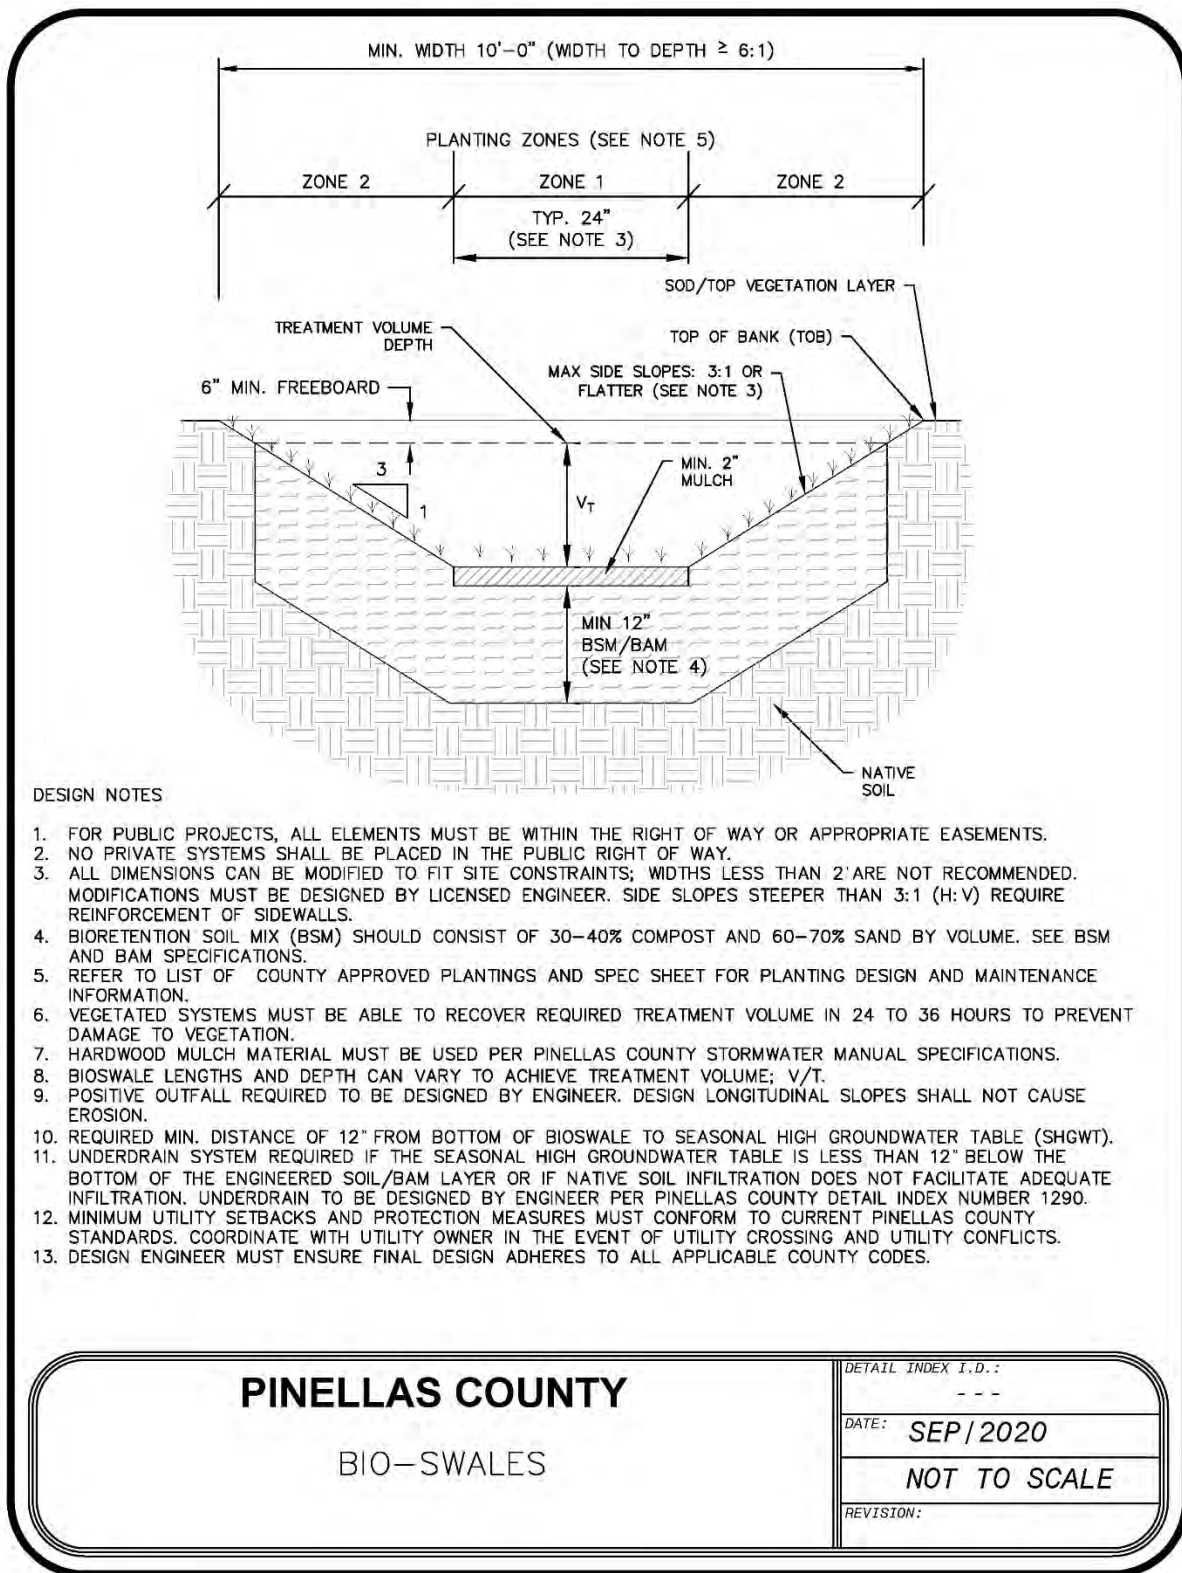 MIN. WIDTH 10'-0" (WIDTH TO DEPTH ≥ 6:1)
PLANTING ZONES (SEE NOTE 5)
ZONE 2
ZONE 1
ZONE 2
TYP. 24"
(SEE NOTE 3)
SOD/TOP VEGETATION LAYER
TREATMENT VOLUME
DEPTH
TOP OF BANK (TOB)
MAX SIDE SLOPES: 3:1 OR
FLATTER (SEE NOTE 3)
6" MIN. FREEBOARD
3
1
MIN. 2"
MULCH
VT
MIN 12"
BSM/BAM
(SEE NOTE 4)
NATIVE
SOIL
DESIGN NOTES
1. FOR PUBLIC PROJECTS, ALL ELEMENTS MUST BE WITHIN THE RIGHT OF WAY OR APPROPRIATE EASEMENTS.
2. NO PRIVATE SYSTEMS SHALL BE PLACED IN THE PUBLIC RIGHT OF WAY.
3. ALL DIMENSIONS CAN BE MODIFIED TO FIT SITE CONSTRAINTS; WIDTHS LESS THAN 2' ARE NOT RECOMMENDED.
MODIFICATIONS MUST BE DESIGNED BY LICENSED ENGINEER. SIDE SLOPES STEEPER THAN 3:1 (H:V) REQUIRE
REINFORCEMENT OF SIDEWALLS.
4. BIORETENTION SOIL MIX (BSM) SHOULD CONSIST OF 30-40% COMPOST AND 60-70% SAND BY VOLUME. SEE BSM
AND BAM SPECIFICATIONS.
5. REFER TO LIST OF COUNTY APPROVED PLANTINGS AND SPEC SHEET FOR PLANTING DESIGN AND MAINTENANCE
INFORMATION.
6. VEGETATED SYSTEMS MUST BE ABLE TO RECOVER REQUIRED TREATMENT VOLUME IN 24 TO 36 HOURS TO PREVENT
DAMAGE TO VEGETATION.
7. HARDWOOD MULCH MATERIAL MUST BE USED PER PINELLAS COUNTY STORMWATER MANUAL SPECIFICATIONS.
8. BIOSWALE LENGTHS AND DEPTH CAN VARY TO ACHIEVE TREATMENT VOLUME; V/T.
9. POSITIVE OUTFALL REQUIRED TO BE DESIGNED BY ENGINEER. DESIGN LONGITUDINAL SLOPES SHALL NOT CAUSE
EROSION.
10. REQUIRED MIN. DISTANCE OF 12" FROM BOTTOM OF BIOSWALE TO SEASONAL HIGH GROUNDWATER TABLE (SHGWT).
11. UNDERDRAIN SYSTEM REQUIRED IF THE SEASONAL HIGH GROUNDWATER TABLE IS LESS THAN 12" BELOW THE
BOTTOM OF THE ENGINEERED SOIL/BAM LAYER OR IF NATIVE SOIL INFILTRATION DOES NOT FACILITATE ADEQUATE
INFILTRATION. UNDERDRAIN TO BE DESIGNED BY ENGINEER PER PINELLAS COUNTY DETAIL INDEX NUMBER 1290.
12. MINIMUM UTILITY SETBACKS AND PROTECTION MEASURES MUST CONFORM TO CURRENT PINELLAS COUNTY
STANDARDS. COORDINATE WITH UTILITY OWNER IN THE EVENT OF UTILITY CROSSING AND UTILITY CONFLICTS.
13. DESIGN ENGINEER MUST ENSURE FINAL DESIGN ADHERES TO ALL APPLICABLE COUNTY CODES.
PINELLAS COUNTY
BIO-SWALES
DETAIL INDEX I.D.:
---
DATE: SEP/2020
NOT TO SCALE
REVISION: